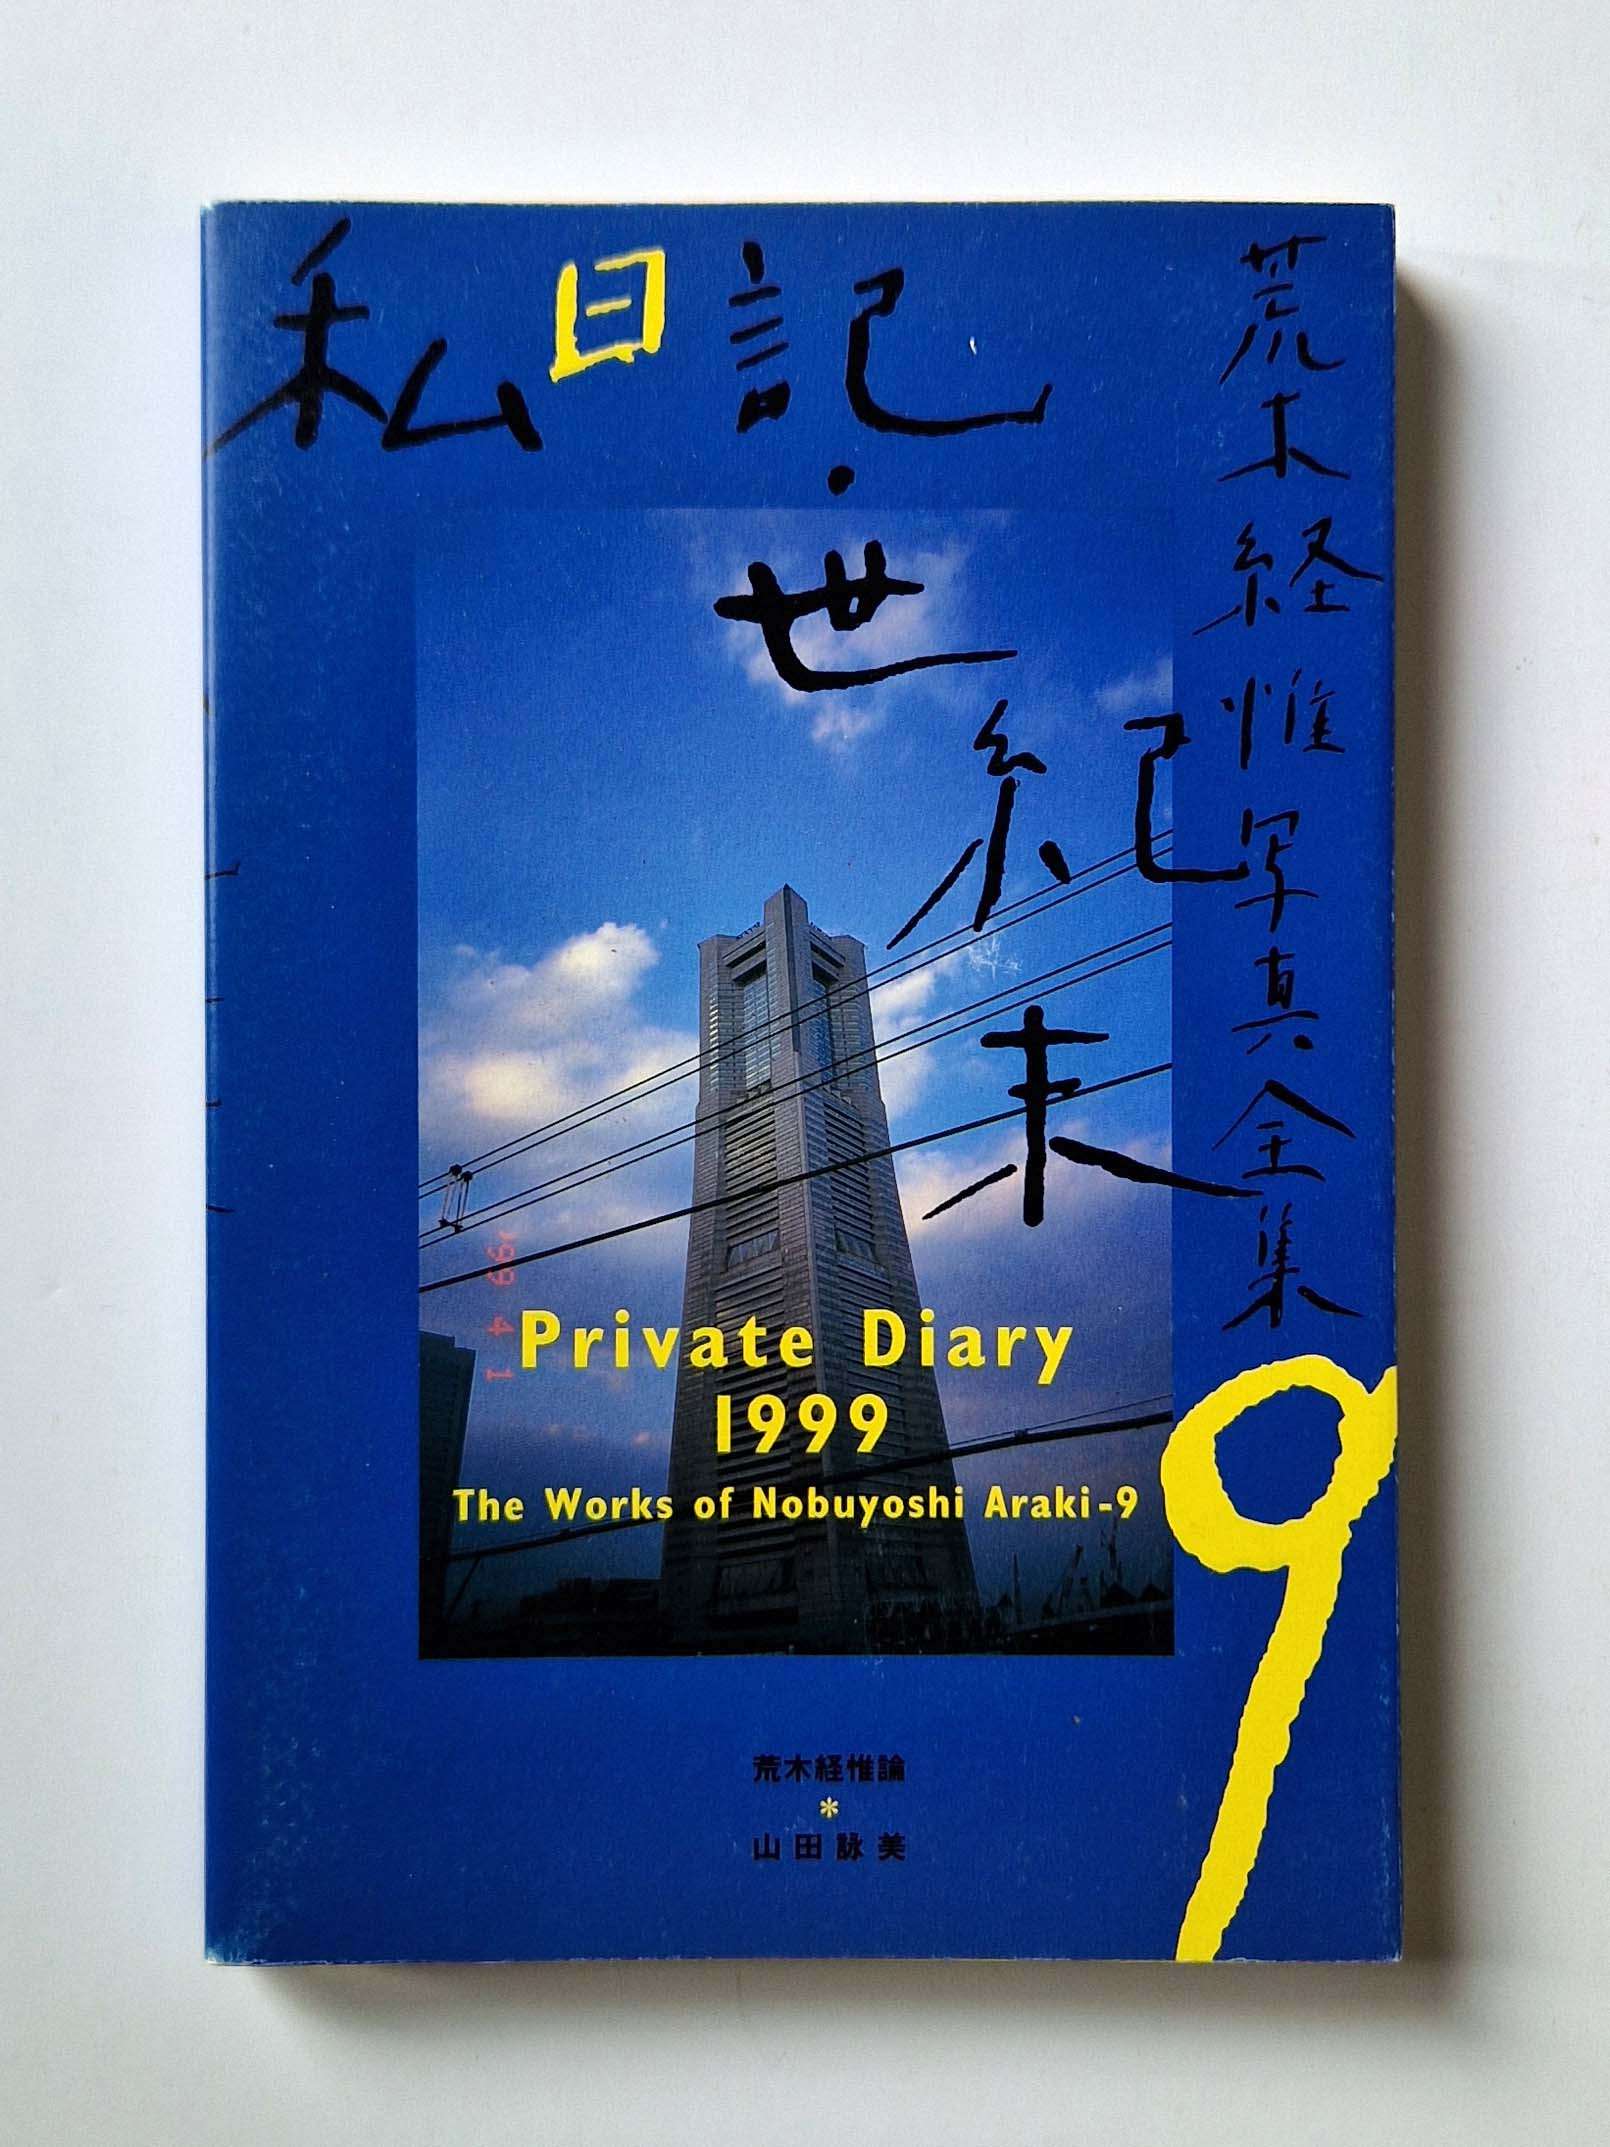 私日記・世紀末
荒木経惟写真全集
9
'99 4 1
Private Diary
1999
The Works of Nobuyoshi Araki-9
荒木経惟論
*
山田詠美